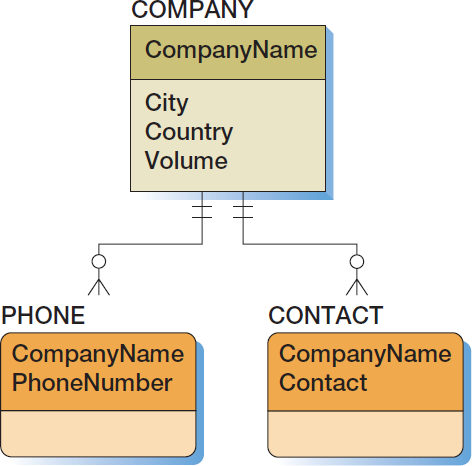 COMPANY
CompanyName
City
Country
Volume
PHONE
CompanyName
PhoneNumber
CONTACT
CompanyName
Contact